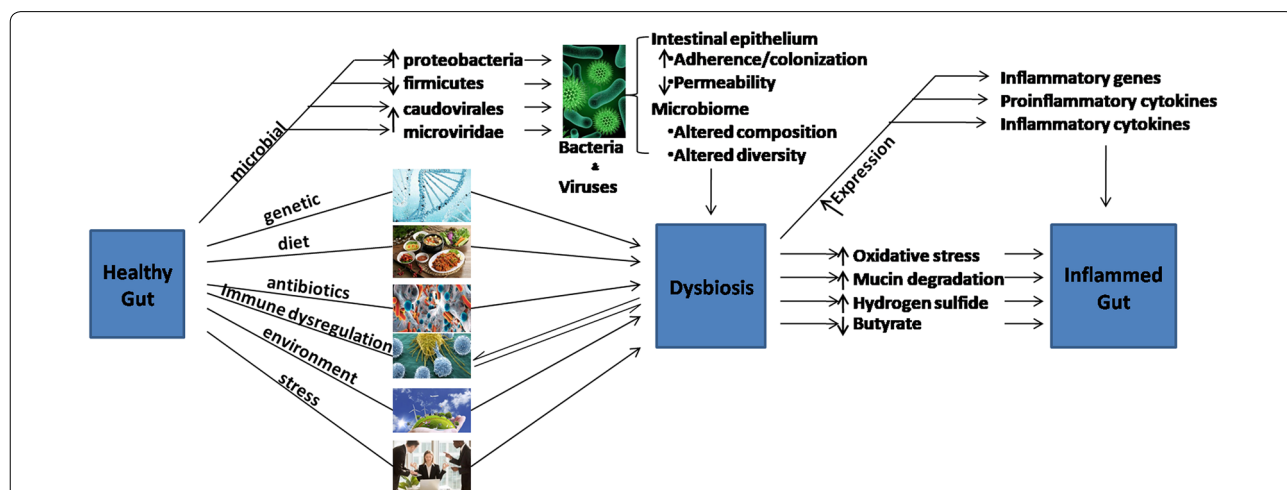 microbial
↑ proteobacteria
↓ firmicutes
caudovirales
↑ microviridae
Bacteria
&
Viruses
Intestinal epithelium
↑ •Adherence/colonization
↓ •Permeability
Microbiome
•Altered composition
•Altered diversity
Healthy
Gut
genetic
diet
antibiotics
Immune dysregulation
environment
stress
Dysbiosis
↑ Expression
Inflammatory genes
Proinflammatory cytokines
Inflammatory cytokines
↑ Oxidative stress
↑ Mucin degradation
↑ Hydrogen sulfide
↓ Butyrate
Inflammed
Gut